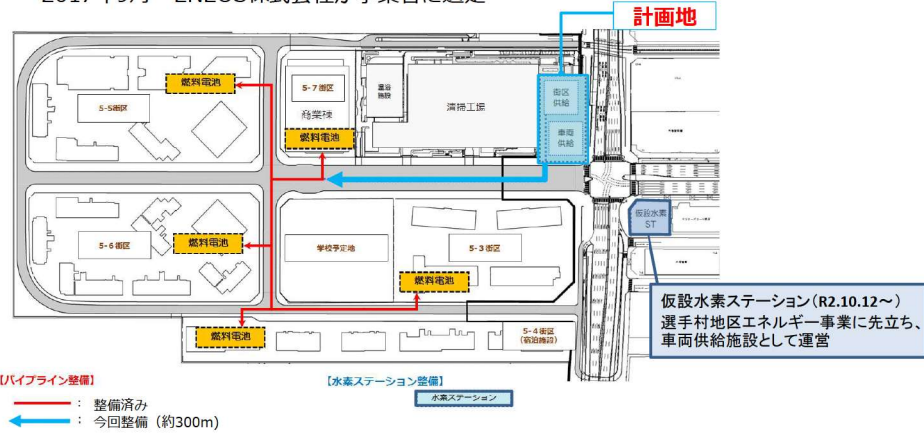 2017年9月 ENEOS株式会社が事業者に選定
計画地
燃料電池
5-5街区
5-7街区
商業棟
燃料電池
清掃工場
街区
供給
車両
供給
仮設水素
ST
5-6街区
燃料電池
学校予定地
5-3街区
燃料電池
燃料電池
5-4街区
(宿泊施設)
仮設水素ステーション(R2.10.12~)
選手村地区エネルギー事業に先立ち、
車両供給施設として運営
【パイプライン整備】
: 整備済み
: 今回整備 (約300m)
【水素ステーション整備】
水素ステーション